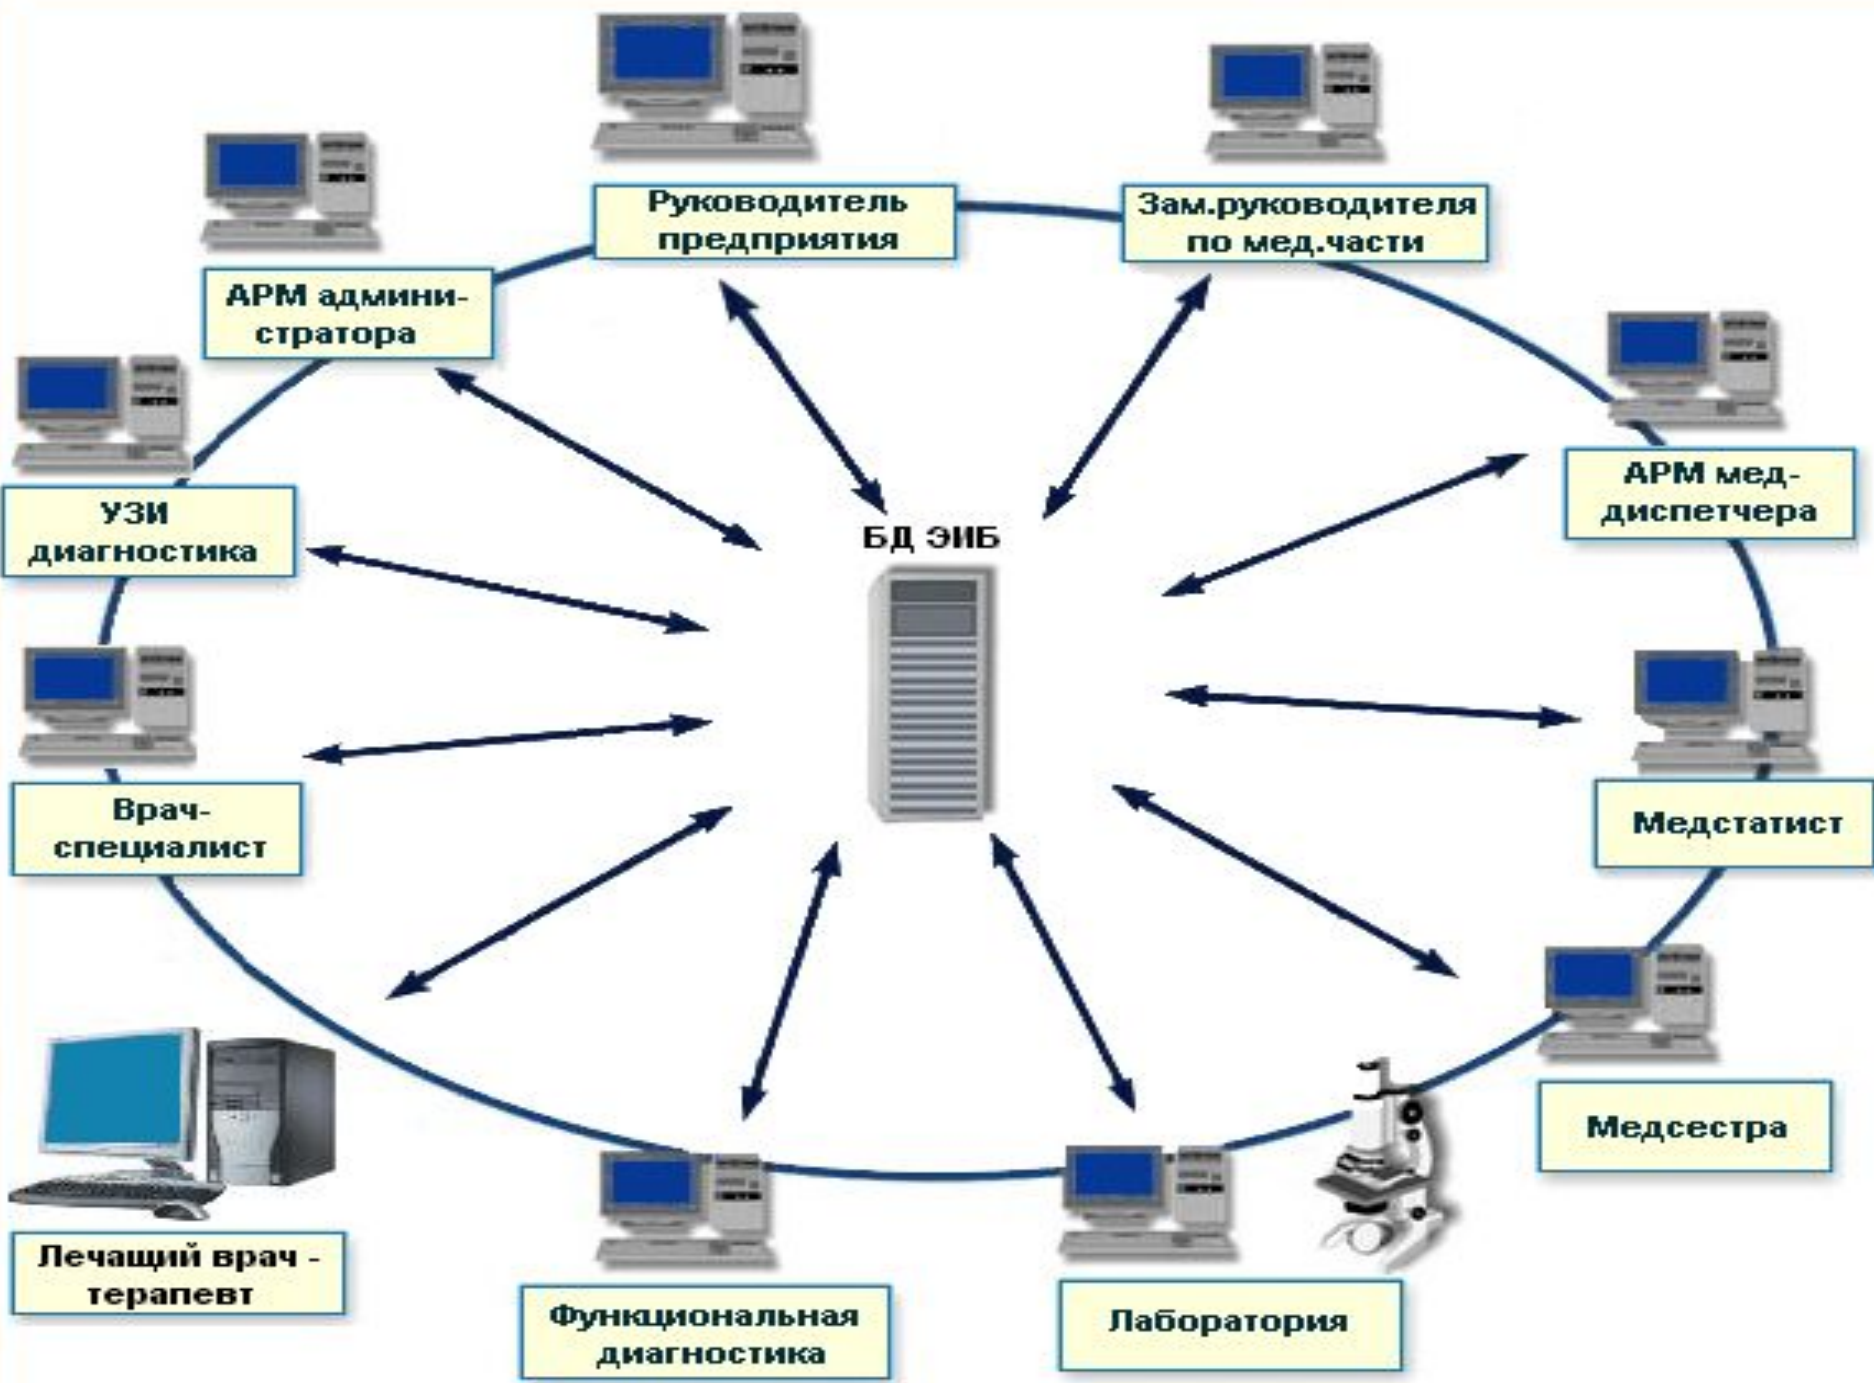 Руководитель
предприятия
Зам.руководителя
по мед.части
АРМ админи-
стратора
АРМ мед-
диспетчера
УЗИ
диагностика
БД ЭИБ
Врач-
специалист
Медстатист
Медсестра
Лечащий врач -
терапевт
Функциональная
диагностика
Лаборатория